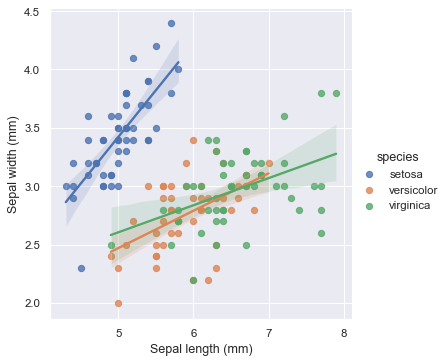 4.5
4.0
3.5
3.0
2.5
2.0
Sepal width (mm)
5
6
7
8
Sepal length (mm)
species
setosa
versicolor
virginica